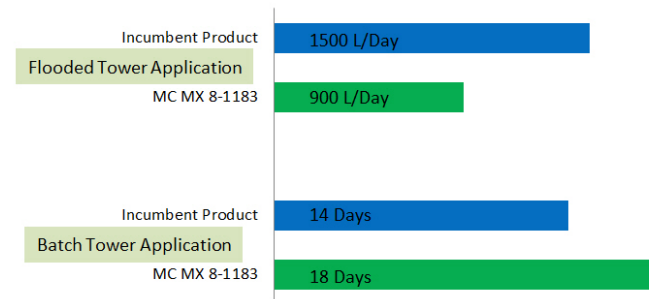 Incumbent Product
1500 L/Day
Flooded Tower Application
MC MX 8-1183
900 L/Day
Incumbent Product
14 Days
Batch Tower Application
MC MX 8-1183
18 Days